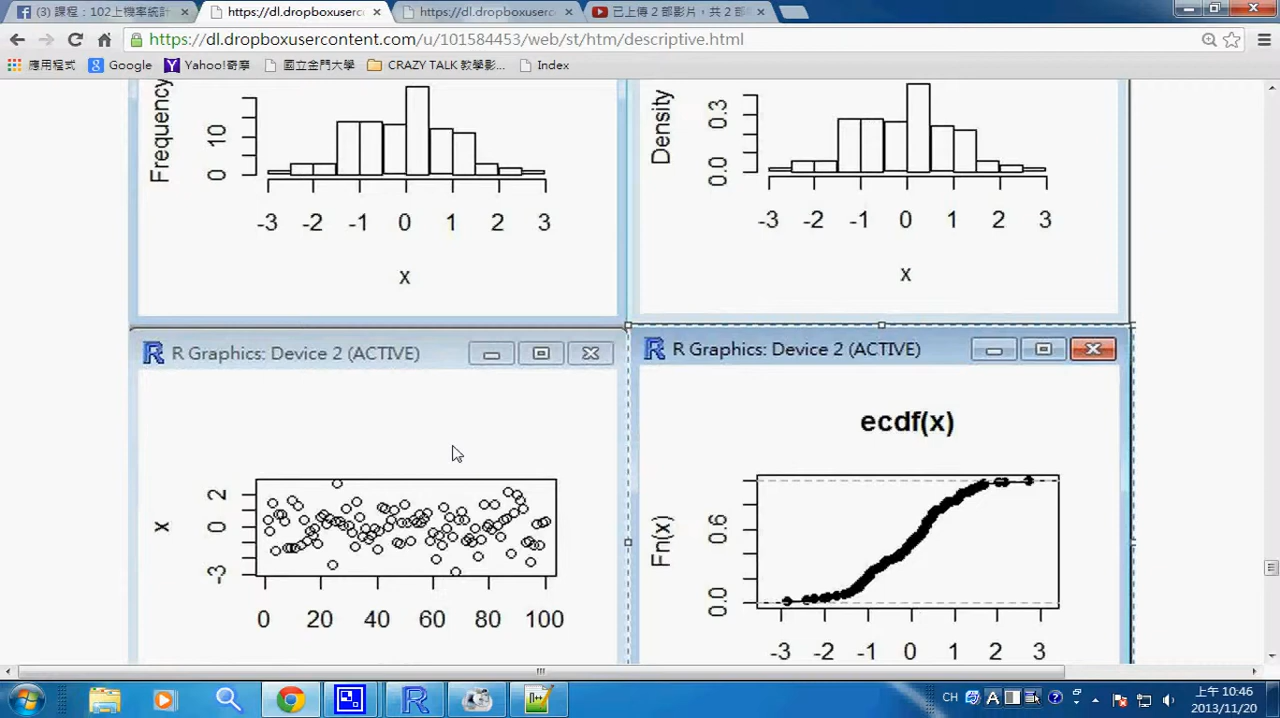 (3) 課程：102上機率統計
https://dl.dropboxuserc
https://dl.dropboxuserc
已上傳 2 部影片，共 2 部
https://dl.dropboxusercontent.com/u/101584453/web/st/htm/descriptive.html
應用程式 Google Yahoo!奇摩 國立金門大學 CRAZY TALK 教學影... Index
Frequency
10
0
-3 -2 -1 0 1 2 3
x
Density
0.3
0.0
-3 -2 -1 0 1 2 3
x
R Graphics: Device 2 (ACTIVE)
x
2
0
-3
0 20 40 60 80 100
R Graphics: Device 2 (ACTIVE)
ecdf(x)
Fn(x)
0.6
0.0
-3 -2 -1 0 1 2 3
CH
上午 10:46
2013/11/20